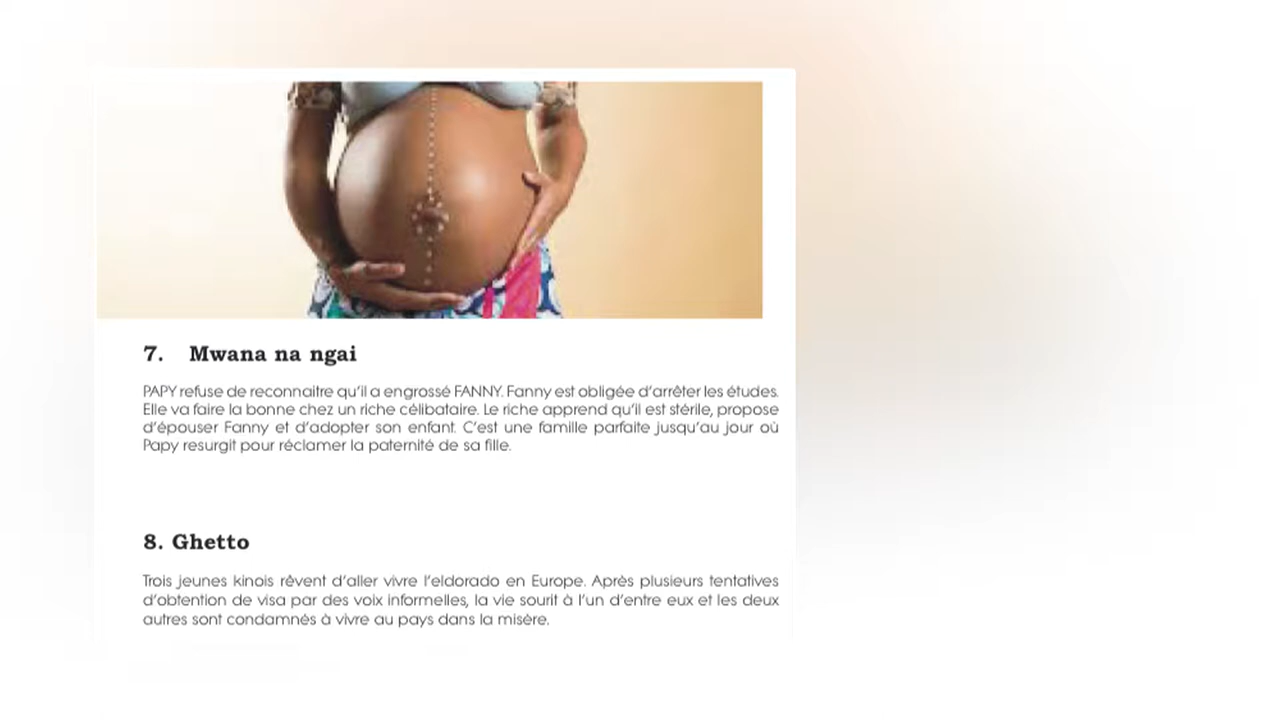 7. Mwana na ngai
PAPY refuse de reconnaitre qu'il a engrossé FANNY. Fanny est obligée d'arrêter les études.
Elle va faire la bonne chez un riche célibataire. Le riche apprend qu'il est stérile, propose
d'épouser Fanny et d'adopter son enfant. C'est une famille parfaite jusqu'au jour où
Papy resurgit pour réclamer la paternité de sa fille.
8. Ghetto
Trois jeunes kinois rêvent d'aller vivre l'eldorado en Europe. Après plusieurs tentatives
d'obtention de visa par des voix informelles, la vie sourit à l'un d'entre eux et les deux
autres sont condamnés à vivre au pays dans la misère.